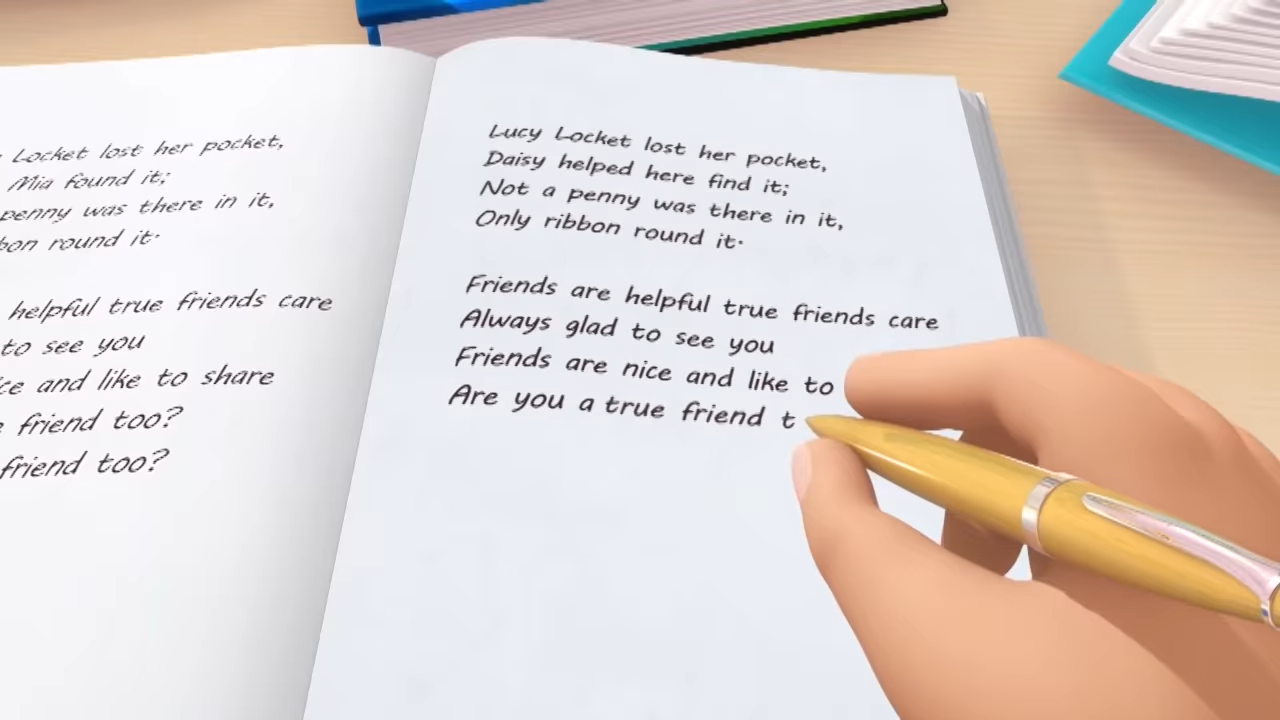 Locket lost her pocket,
Mia found it;
penny was there in it,
round it.
helpful true friends care
to see you
and like to share
friend too?
friend too?
Lucy Locket lost her pocket,
Daisy helped here find it;
Not a penny was there in it,
Only ribbon round it.
Friends are helpful true friends care
Always glad to see you
Friends are nice and like to
Are you a true friend t